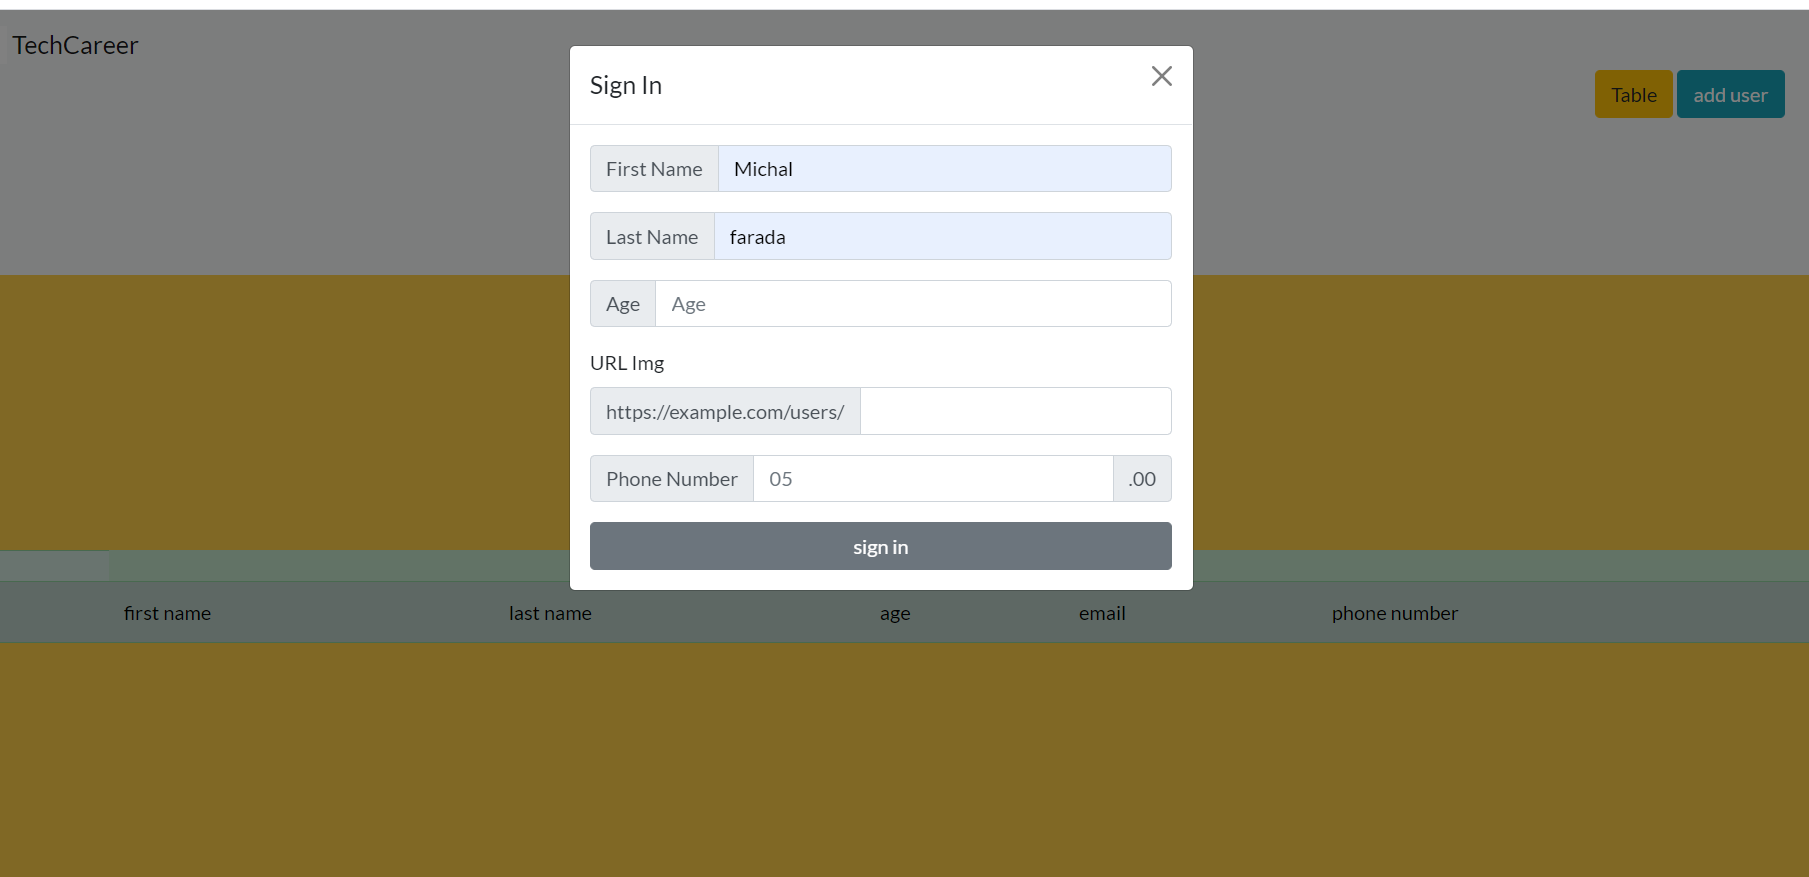 TechCareer
Table add user
Sign In
First Name Michal
Last Name farada
Age Age
URL Img
https://example.com/users/
Phone Number 05 .00
sign in
first name last name age email phone number